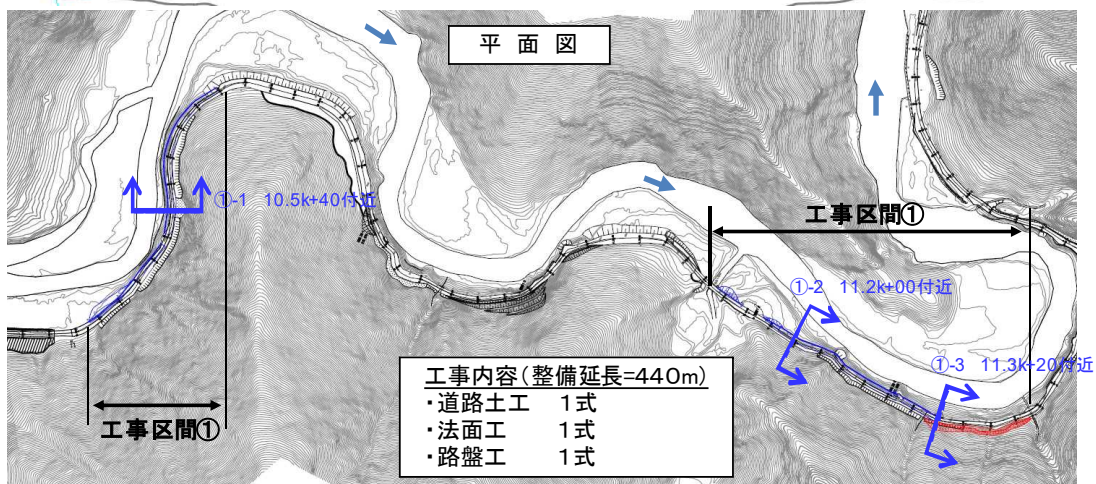 平 面 図
①-1 10.5k+40付近
工事区間①
工事区間①
①-2 11.2k+00付近
①-3 11.3k+20付近
工事内容(整備延長=440m)
・道路土工 1式
・法面工 1式
・路盤工 1式